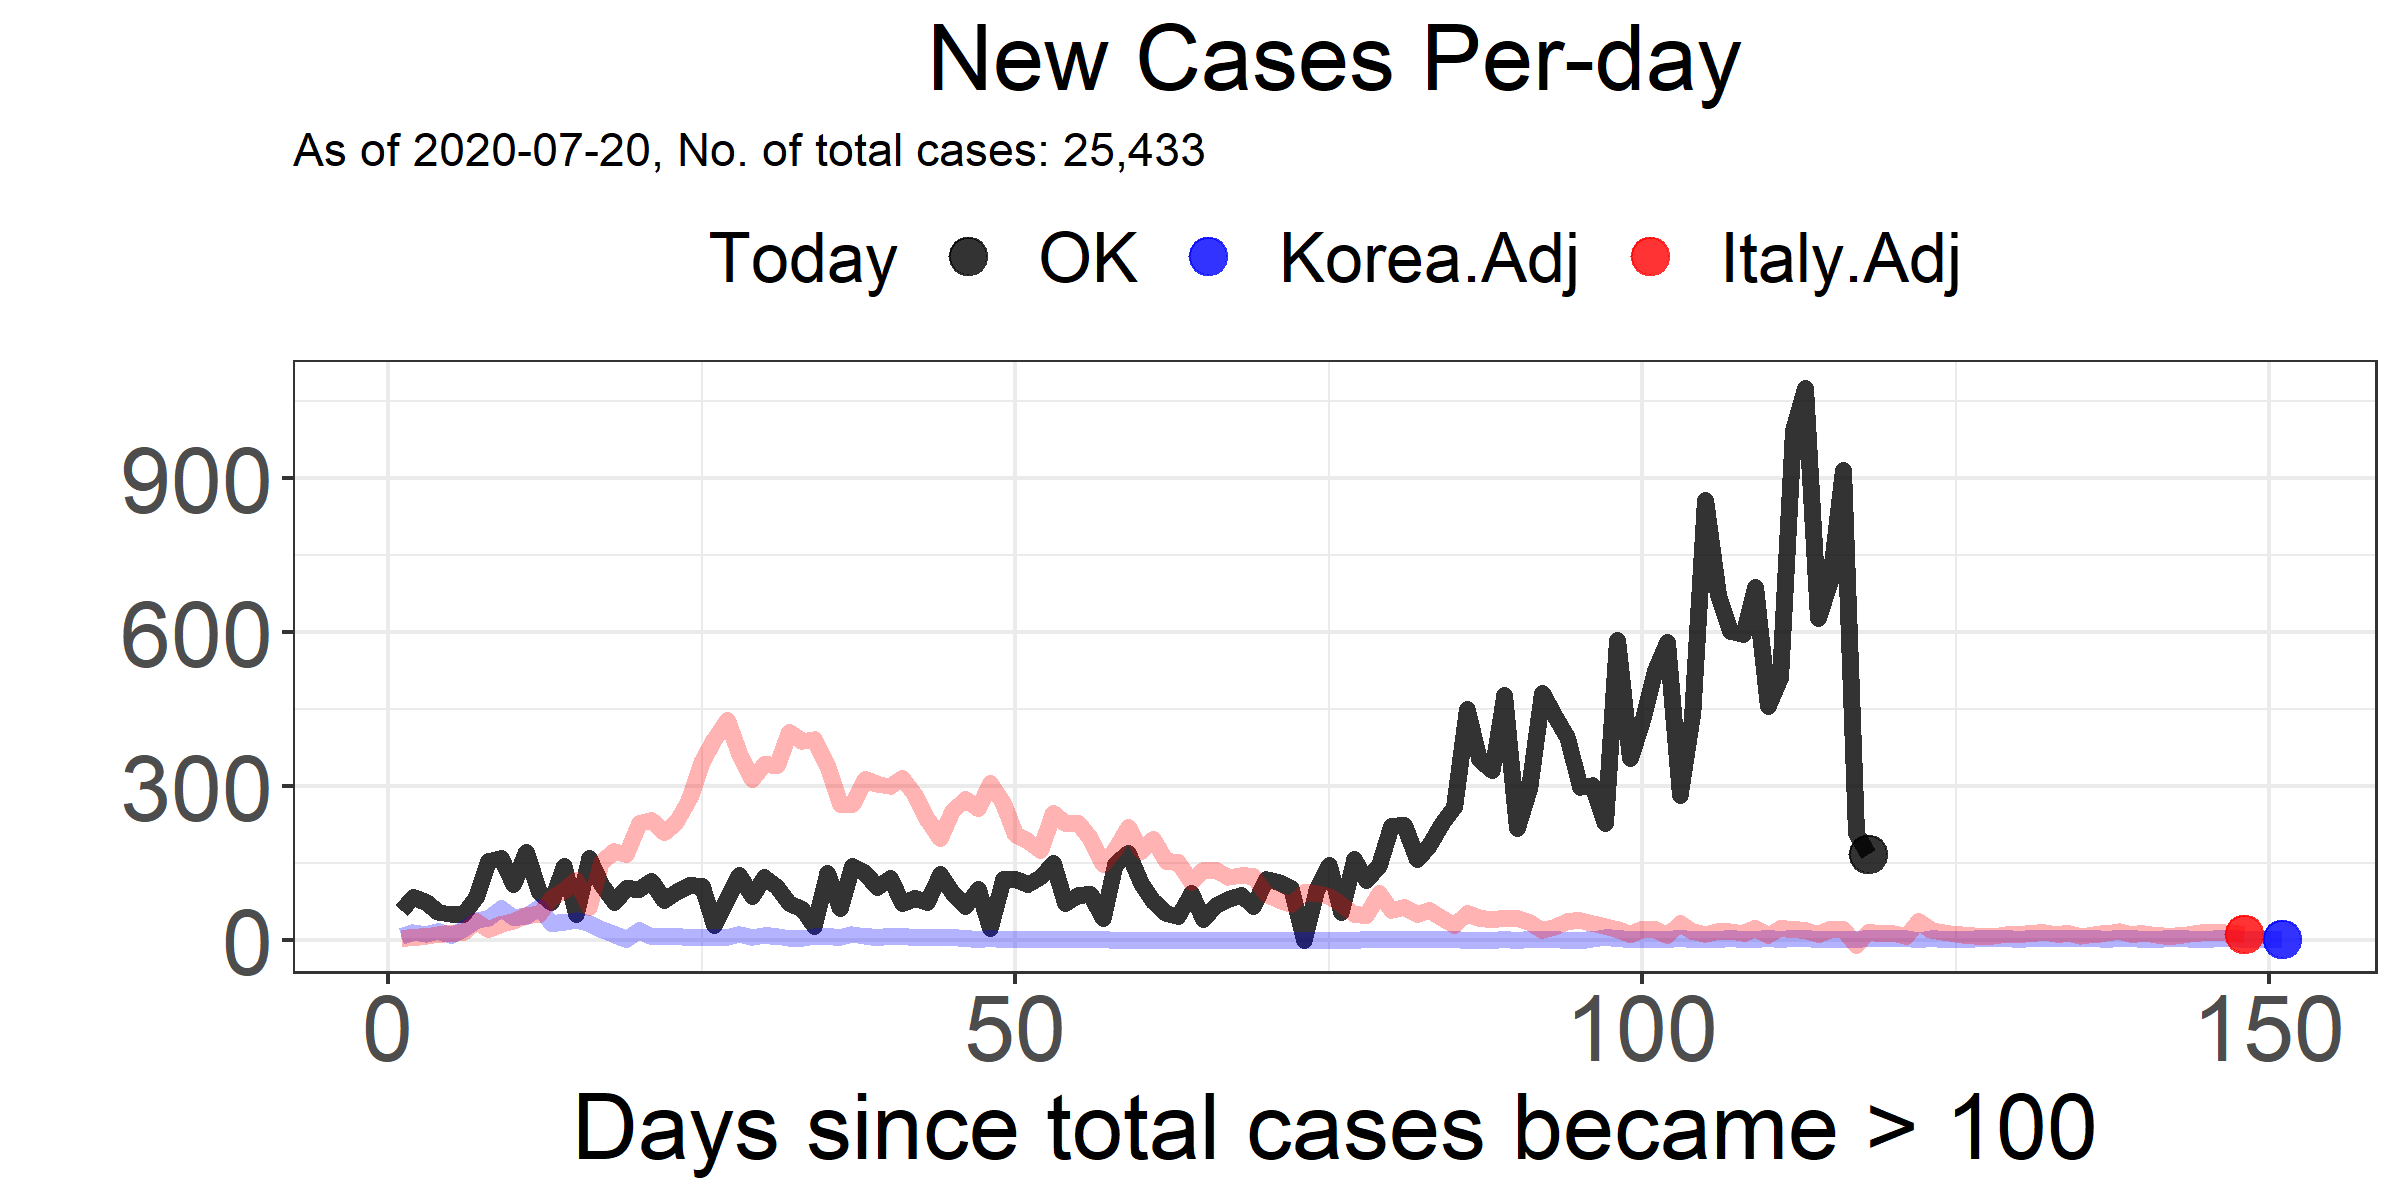 New Cases Per-day
As of 2020-07-20, No. of total cases: 25,433
Today OK Korea.Adj Italy.Adj
900
600
300
0
0 50 100 150
Days since total cases became > 100